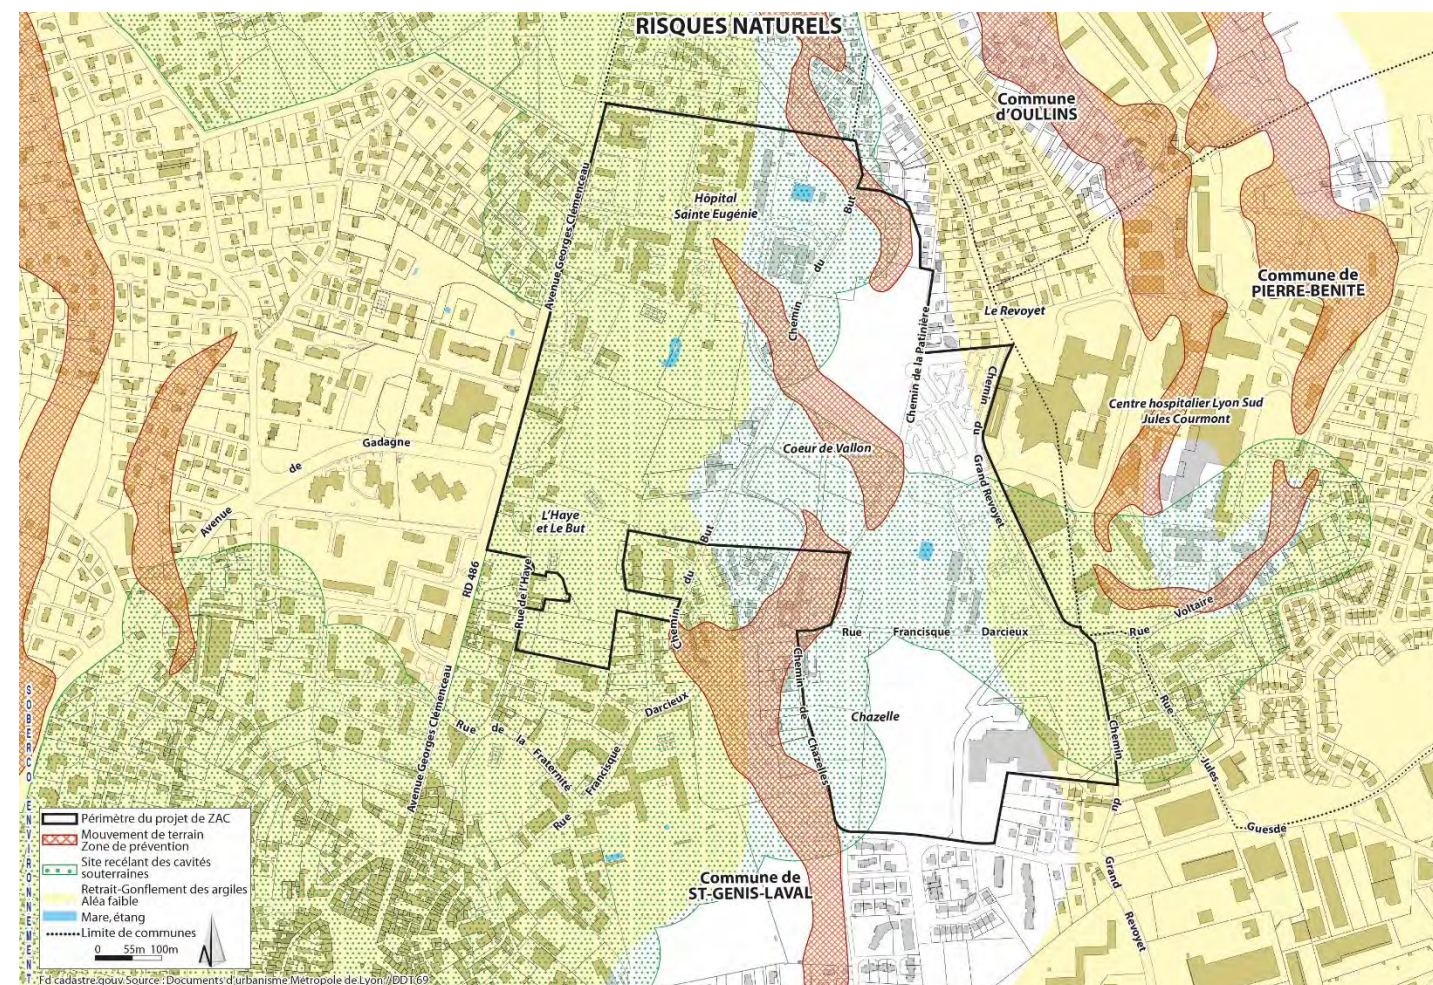 RISQUES NATURELS
Commune
d'OULLINS
Hôpital
Sainte Eugénie
Avenue Georges Clémenceau
But
du
Chemin
Commune de
PIERRE-BENITE
Le Revoyet
Chemin de la Patinière
Chemin
du
Grand Revoyet
Centre hospitalier Lyon Sud
Jules Courmont
Gadagne
de
Avenue
Coeur de Vallon
L'Haye
et Le But
But
du
Chemin
RD 486
Rue de l'Haye
Rue Francisque Darcieux
Voltaire
Rue
Chemin de Chazelles
Chazelle
Avenue Georges Clémenceau
Rue de la Fraternité
Darcieux
Francisque
Rue
Chemin
du
Rue
Jules
Guesde
Grand
Revoyet
Commune de
ST-GENIS-LAVAL
SOBERCO ENVIRONNEMENT
Périmètre du projet de ZAC
Mouvement de terrain
Zone de prévention
Site recélant des cavités
souterraines
Retrait-Gonflement des argiles
Aléa faible
Mare, étang
Limite de communes
0 55m 100m
N
Fd cadastre.gouv Source : Documents d'urbanisme Métropole de Lyon // DDT 69